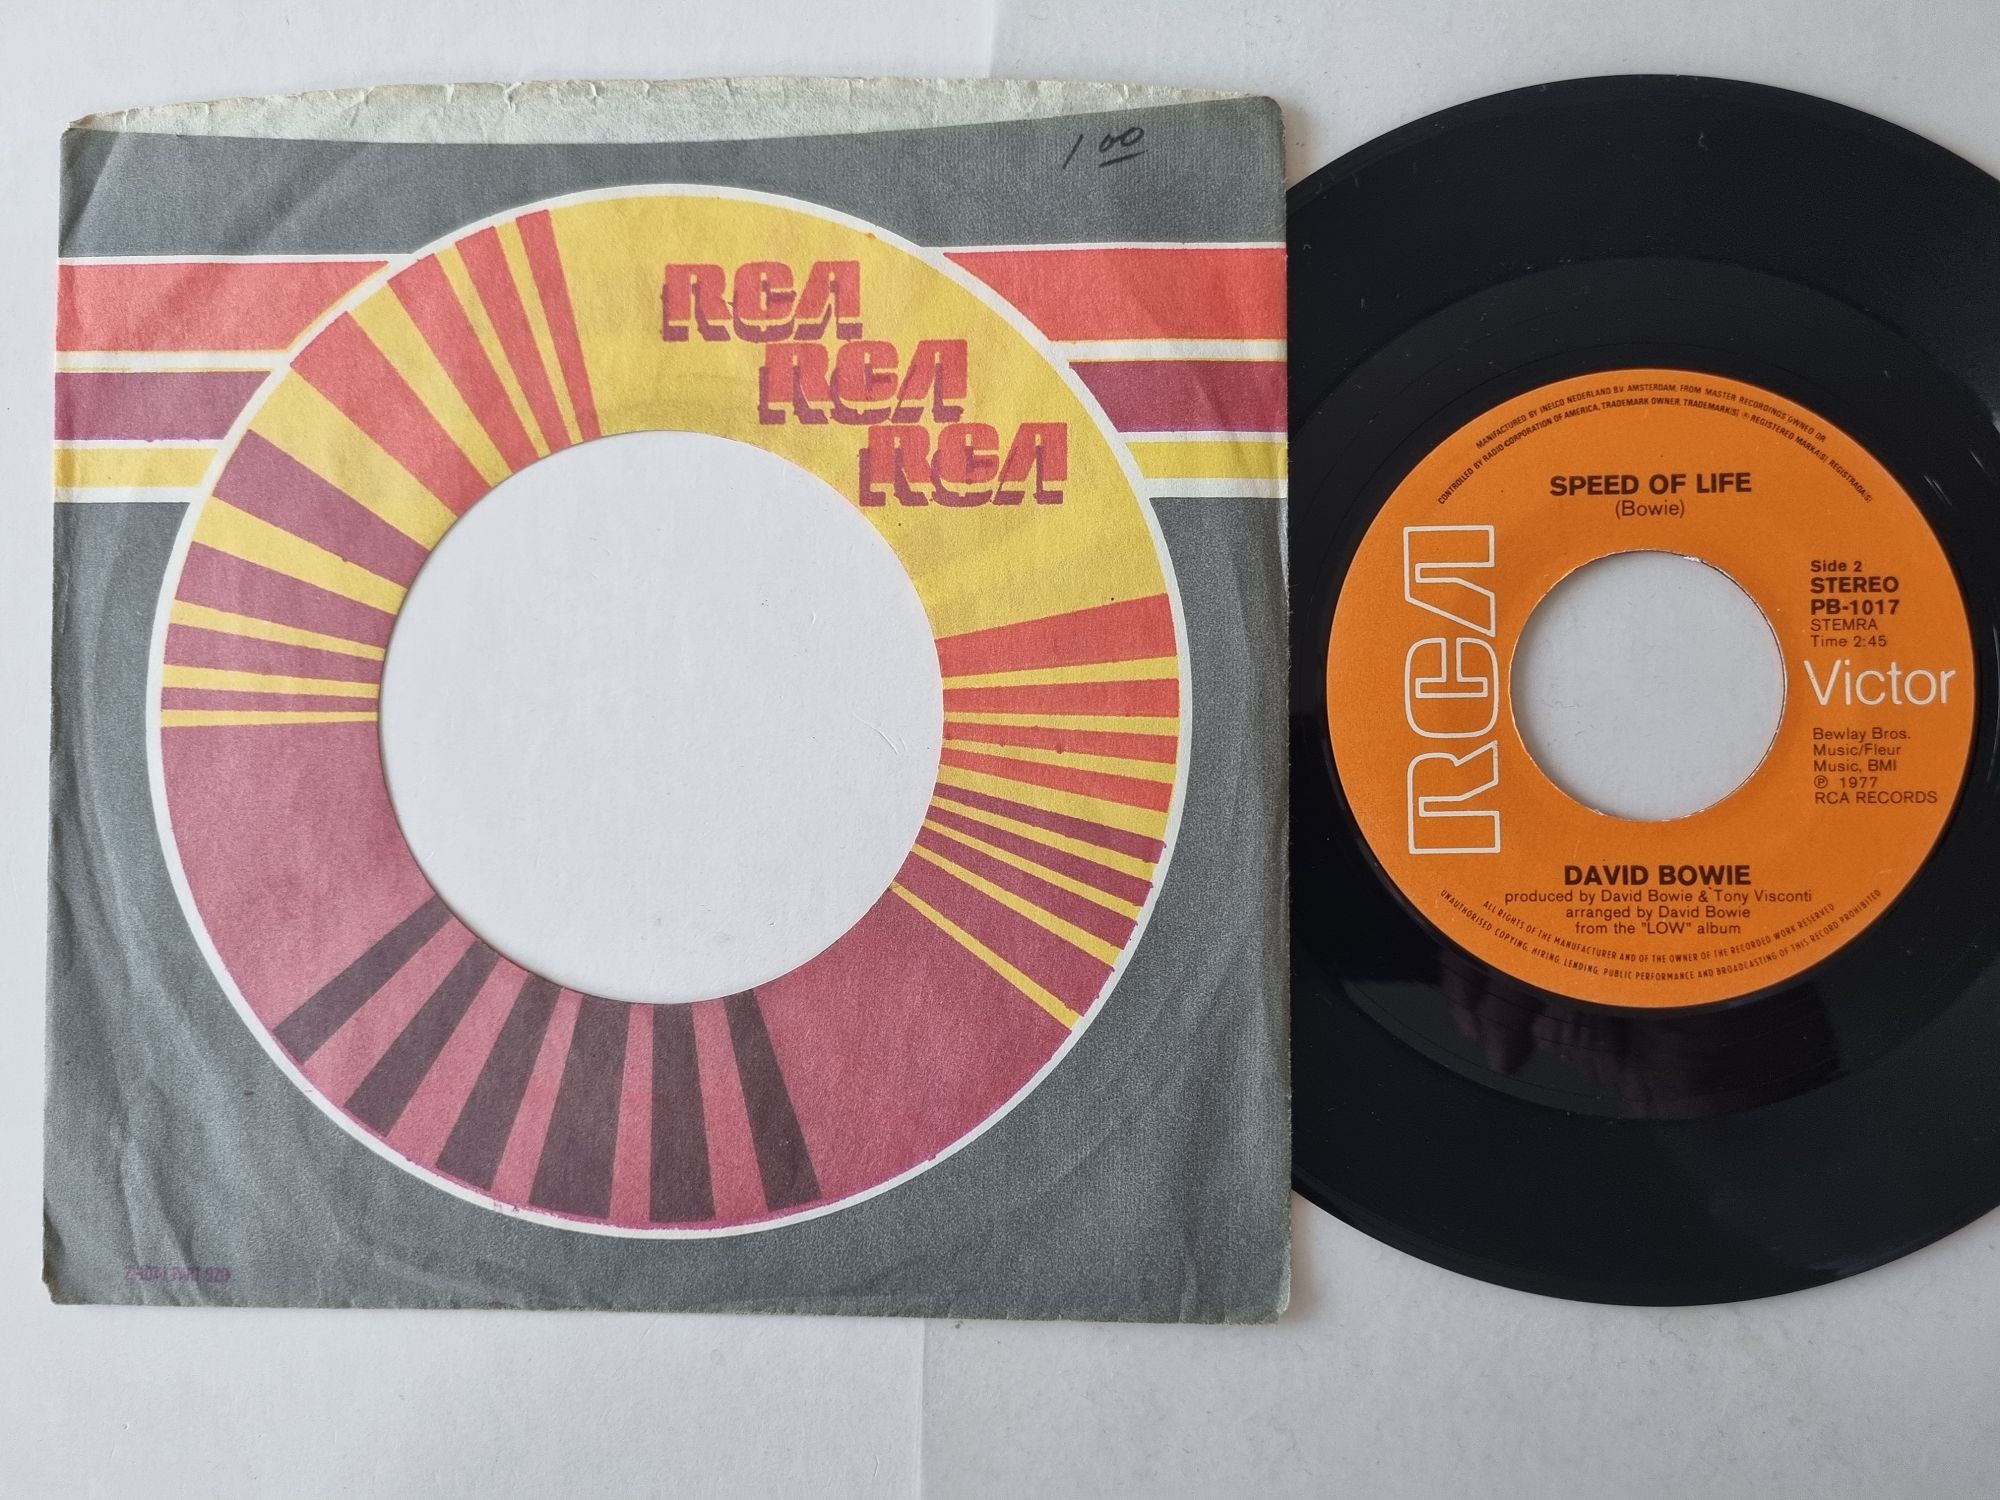 1 00
RCA
RCA
RCA
MANUFACTURED BY INELCO NEDERLAND B.V. AMSTERDAM, FROM MASTER RECORDINGS OWNED OR
CONTROLLED BY RADIO CORPORATION OF AMERICA. TRADEMARK OWNER. TRADEMARK(S) ® REGISTERED MARKA(S) REGISTRADA(S)
SPEED OF LIFE
(Bowie)
Side 2
STEREO
PB-1017
STEMRA
Time 2:45
RCA
Victor
Bewlay Bros.
Music/Fleur
Music, BMI
℗ 1977
RCA RECORDS
DAVID BOWIE
produced by David Bowie & Tony Visconti
arranged by David Bowie
from the "LOW" album
ALL RIGHTS OF THE MANUFACTURER AND OF THE OWNER OF THE RECORDED WORK RESERVED
UNAUTHORISED COPYING, HIRING, LENDING, PUBLIC PERFORMANCE AND BROADCASTING OF THIS RECORD PROHIBITED